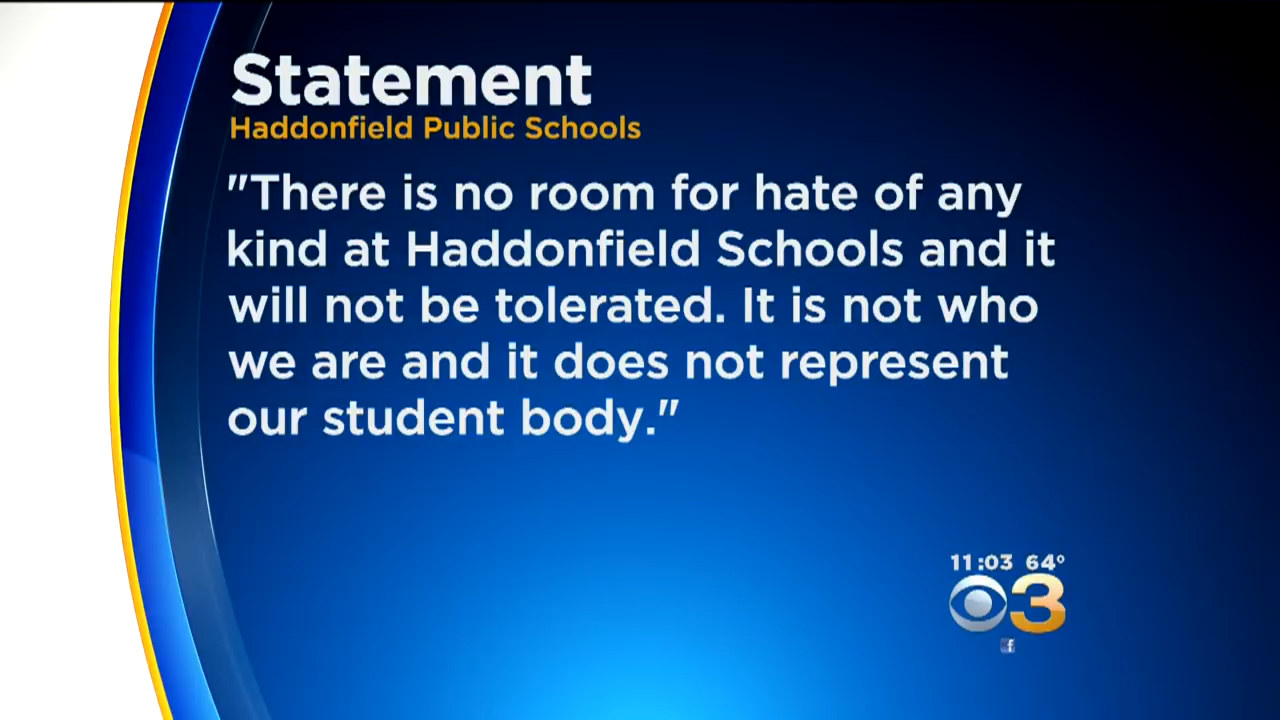 Statement
Haddonfield Public Schools
"There is no room for hate of any
kind at Haddonfield Schools and it
will not be tolerated. It is not who
we are and it does not represent
our student body."
11:03 64°
3
f